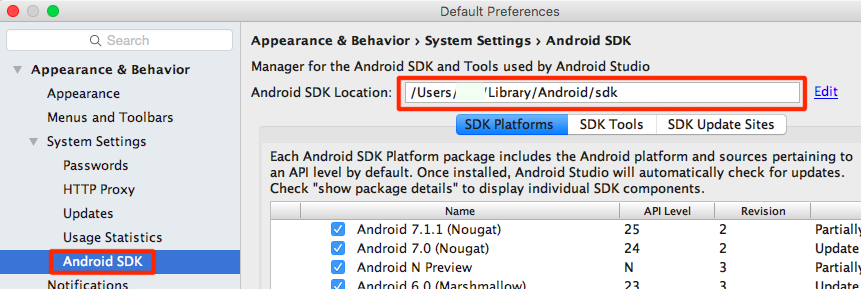 Default Preferences
Search
Appearance & Behavior
Appearance
Menus and Toolbars
System Settings
Passwords
HTTP Proxy
Updates
Usage Statistics
Android SDK
Notifications
Appearance & Behavior › System Settings › Android SDK
Manager for the Android SDK and Tools used by Android Studio
Android SDK Location: /Users/ /Library/Android/sdk Edit
SDK Platforms SDK Tools SDK Update Sites
Each Android SDK Platform package includes the Android platform and sources pertaining to
an API level by default. Once installed, Android Studio will automatically check for updates.
Check "show package details" to display individual SDK components.
Name API Level Revision
Android 7.1.1 (Nougat) 25 2 Partially
Android 7.0 (Nougat) 24 2 Update
Android N Preview N 3 Partially
Android 6.0 (Marshmallow) 23 3 Update